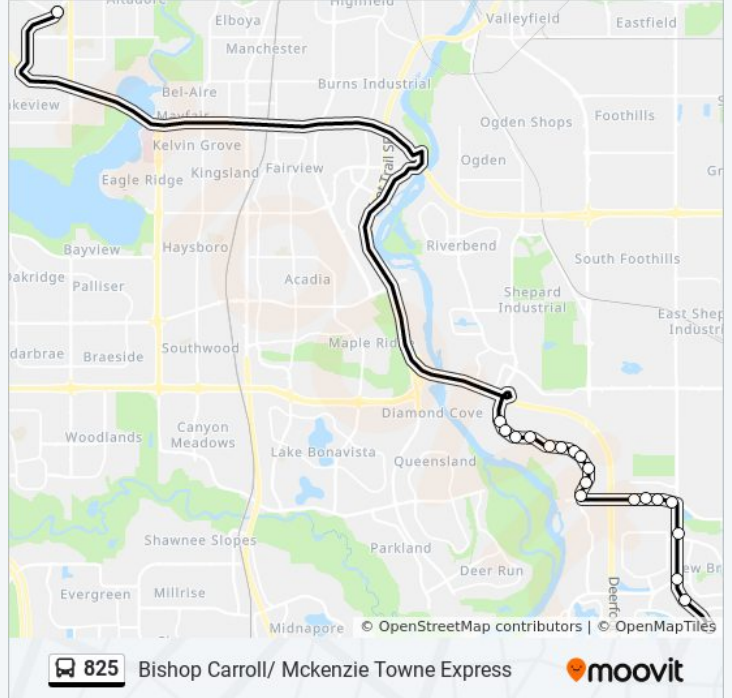 Altadore
Highfield
Elboya
Valleyfield
Eastfield
Manchester
Burns Industrial
Bel-Aire
Mayfair
Ogden Shops
Foothills
Kelvin Grove
Ogden
Kingsland
Fairview
Eagle Ridge
Bayview
Haysboro
Riverbend
South Foothills
Palliser
Acadia
Shepard
Industrial
Southwood
Maple Ridge
Braeside
Diamond Cove
Canyon
Meadows
Woodlands
Lake Bonavista
Queensland
Shawnee Slopes
Parkland
Deer Run
Evergreen
Millrise
Midnapore
© OpenStreetMap contributors | © OpenMapTiles
825 Bishop Carroll/ Mckenzie Towne Express
moovit